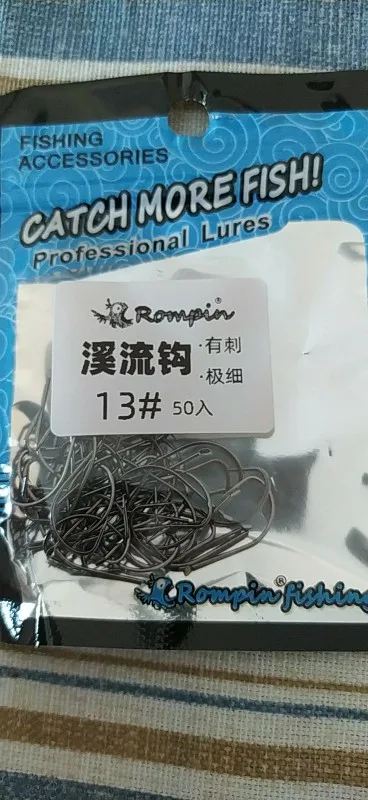 FISHING
ACCESSORIES
CATCH MORE FISH!
Professional Lures
Rompin®
溪流钩 ·有刺
·极细
13# 50入
Rompin® fishing